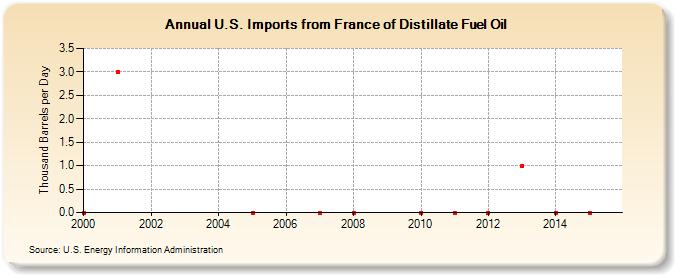 Annual U.S. Imports from France of Distillate Fuel Oil
Thousand Barrels per Day
3.5
3.0
2.5
2.0
1.5
1.0
0.5
0.0
2000 2002 2004 2006 2008 2010 2012 2014
Source: U.S. Energy Information Administration